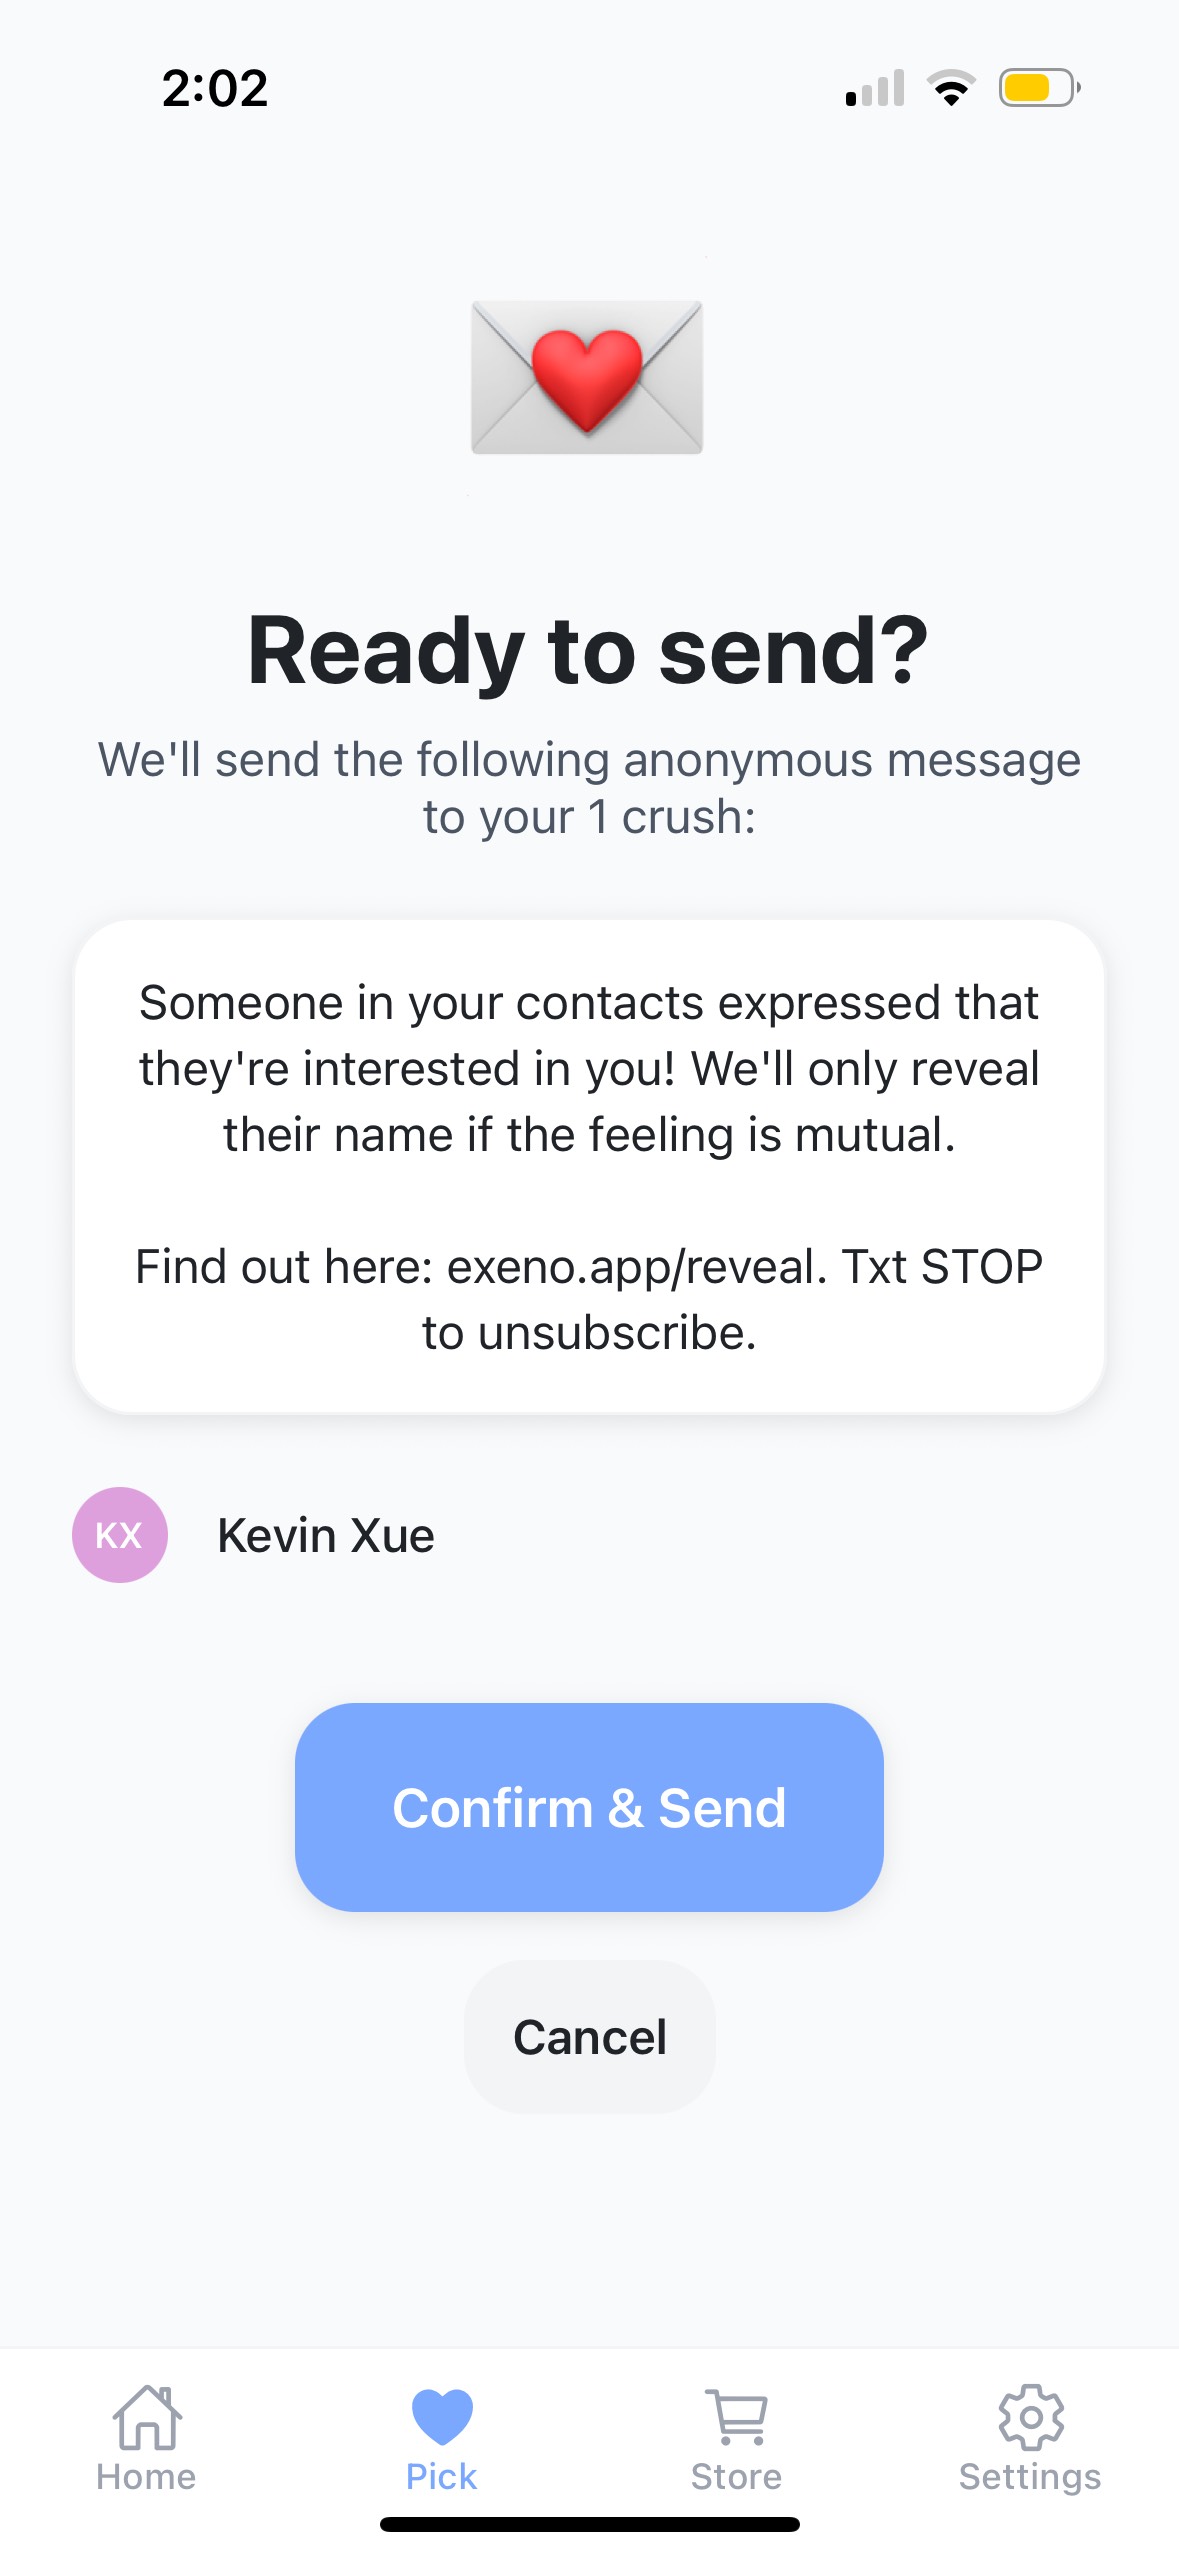 2:02
Ready to send?
We'll send the following anonymous message
to your 1 crush:
Someone in your contacts expressed that
they're interested in you! We'll only reveal
their name if the feeling is mutual.
Find out here: exeno.app/reveal. Txt STOP
to unsubscribe.
KX Kevin Xue
Confirm & Send
Cancel
Home Pick Store Settings